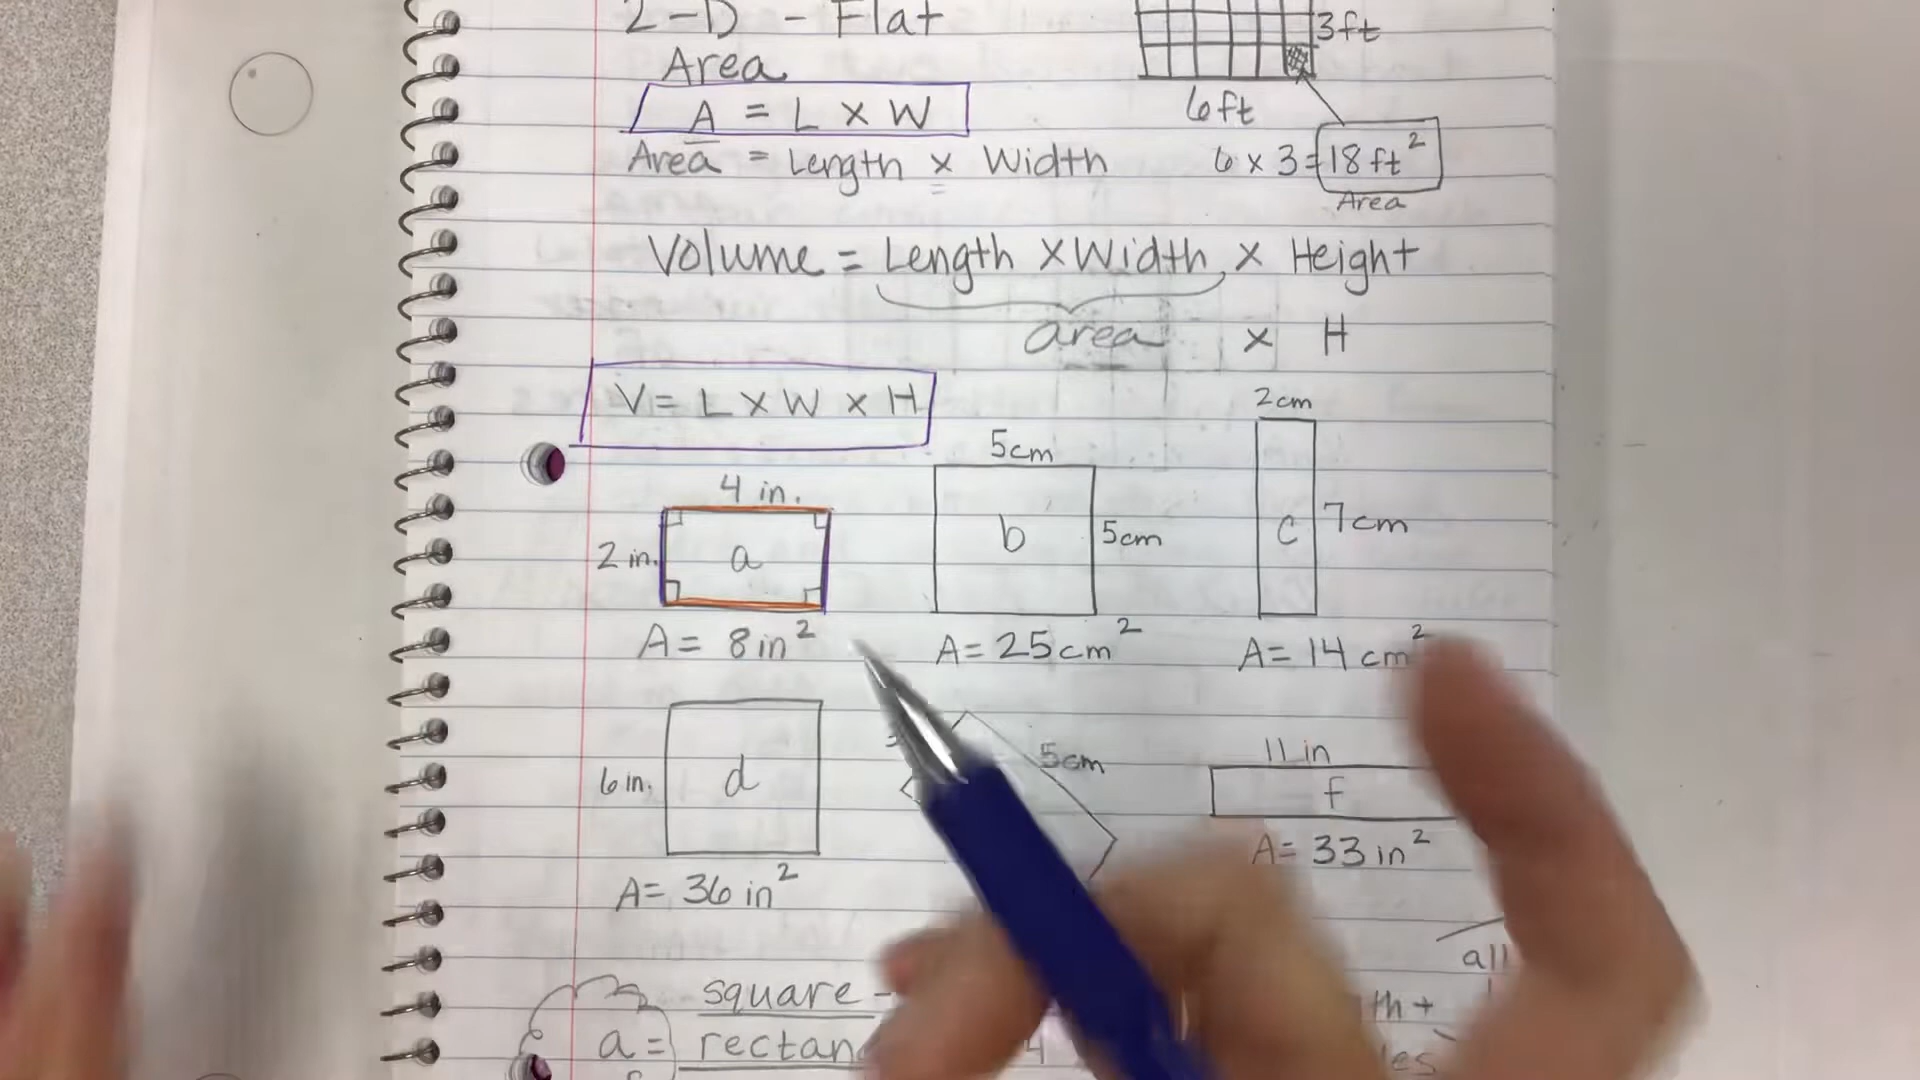 2-D - Flat
3ft
Area
6ft
A = L x W
Area = Length x Width
6 x 3 = 18 ft²
Area
Volume = Length x Width x Height
area x H
V = L x W x H
2cm
5cm
4 in.
2 in.
a
b
5cm
c
7cm
A = 8 in²
A = 25 cm²
A = 14 cm²
5cm
11 in
6 in.
d
f
A = 33 in²
A = 36 in²
all
square -
a = rectan
4